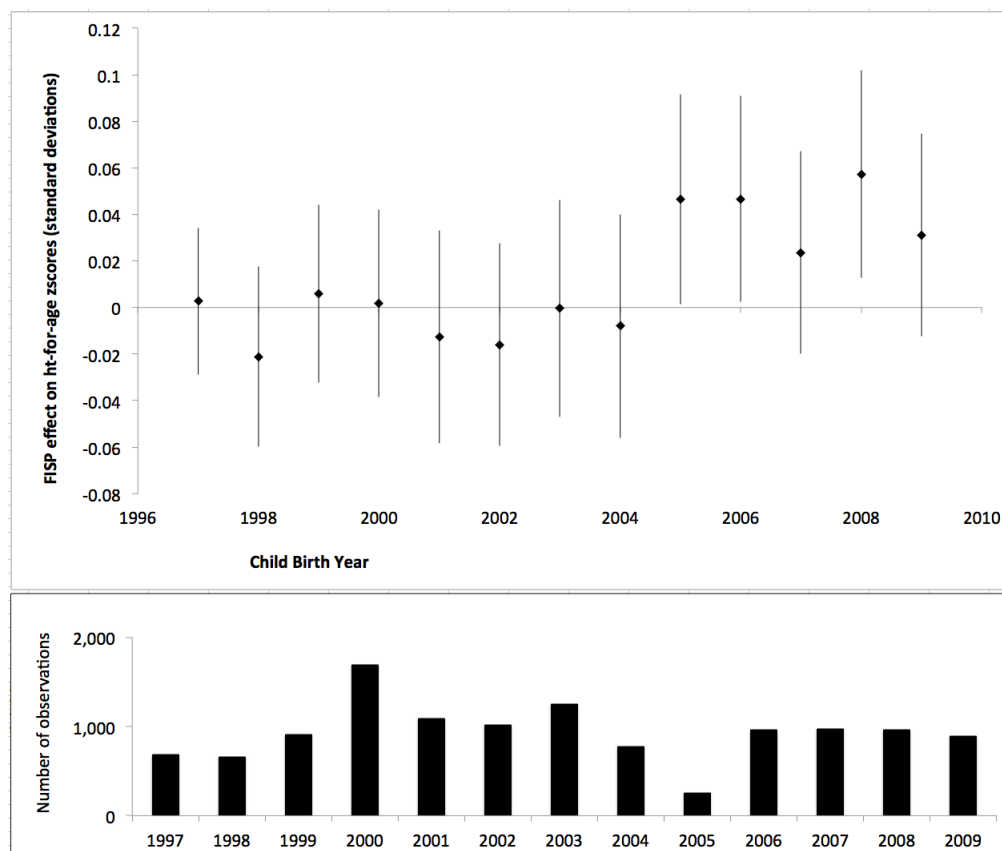 0.12
0.1
0.08
0.06
0.04
0.02
0
-0.02
-0.04
-0.06
-0.08
FISP effect on ht-for-age zscores (standard deviations)
1996 1998 2000 2002 2004 2006 2008 2010
Child Birth Year
2,000
1,000
0
Number of observations
1997 1998 1999 2000 2001 2002 2003 2004 2005 2006 2007 2008 2009